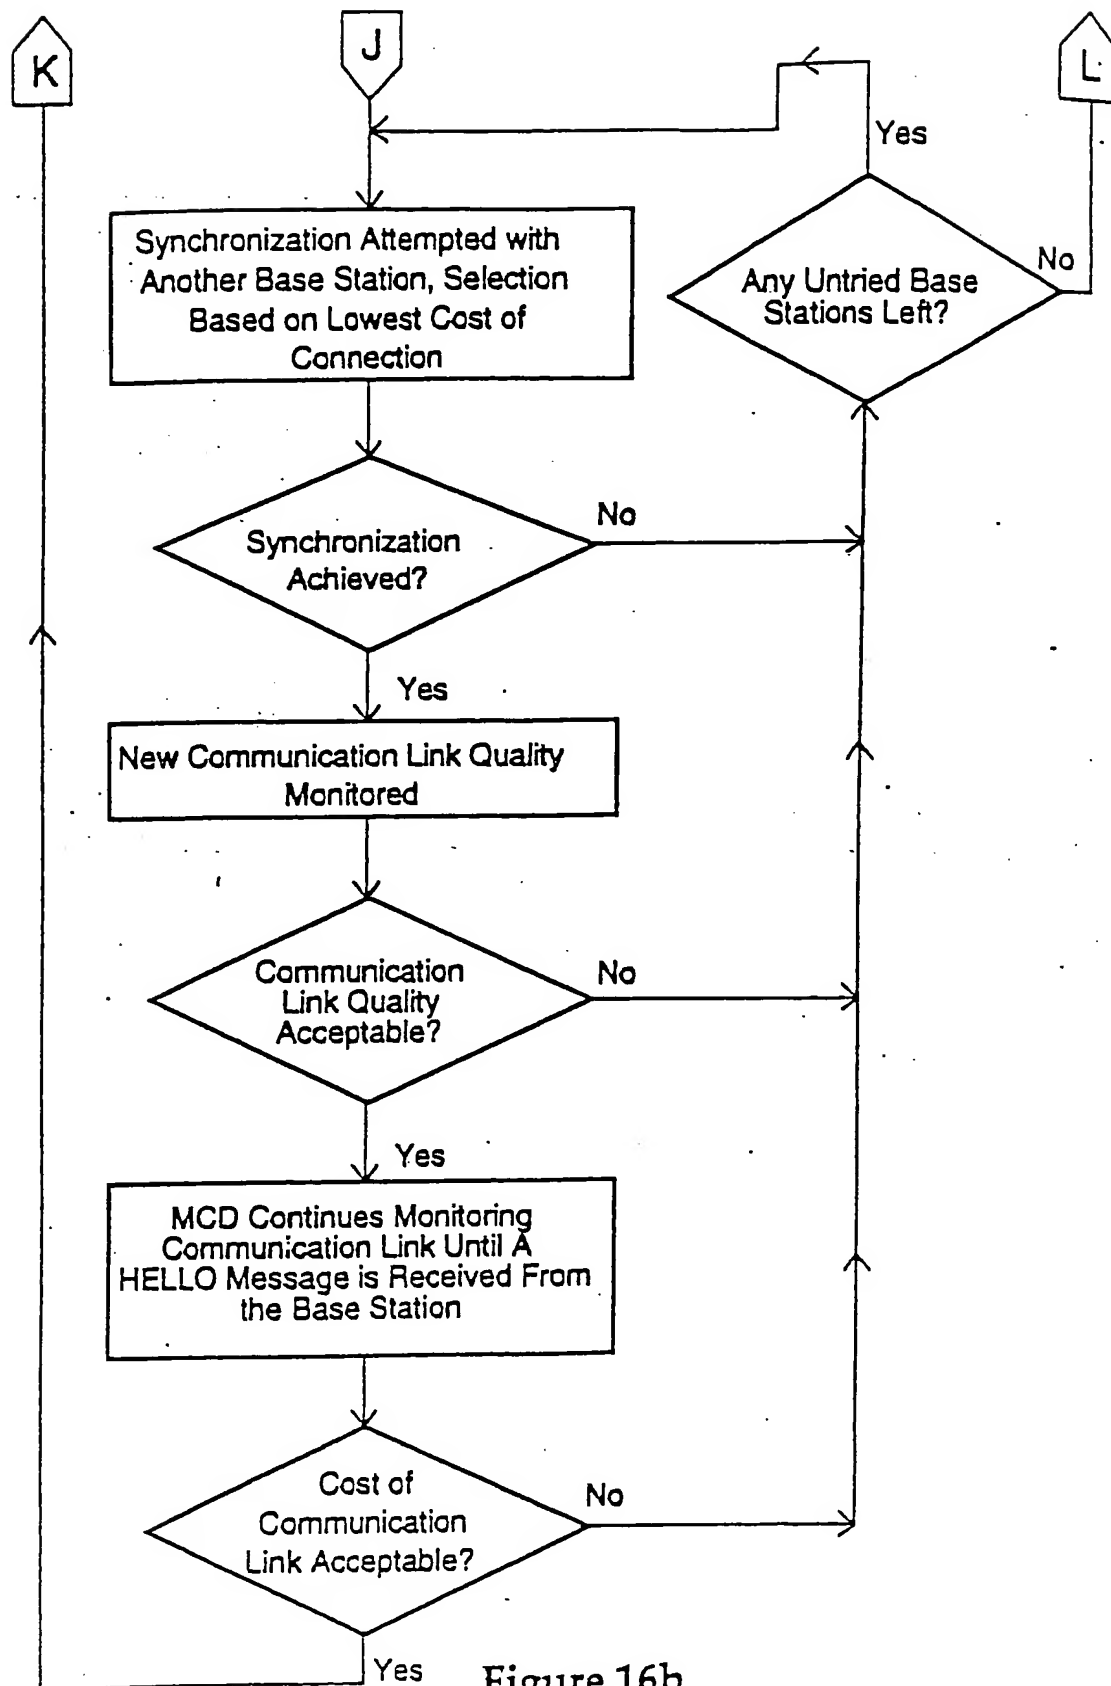 K
J
L
Yes
Synchronization Attempted with
Another Base Station, Selection
Based on Lowest Cost of
Connection
Any Untried Base
Stations Left?
No
Synchronization
Achieved?
No
Yes
New Communication Link Quality
Monitored
Communication
Link Quality
Acceptable?
No
Yes
MCD Continues Monitoring
Communication Link Until A
HELLO Message is Received From
the Base Station
Cost of
Communication
Link Acceptable?
No
Yes
Figure 16b